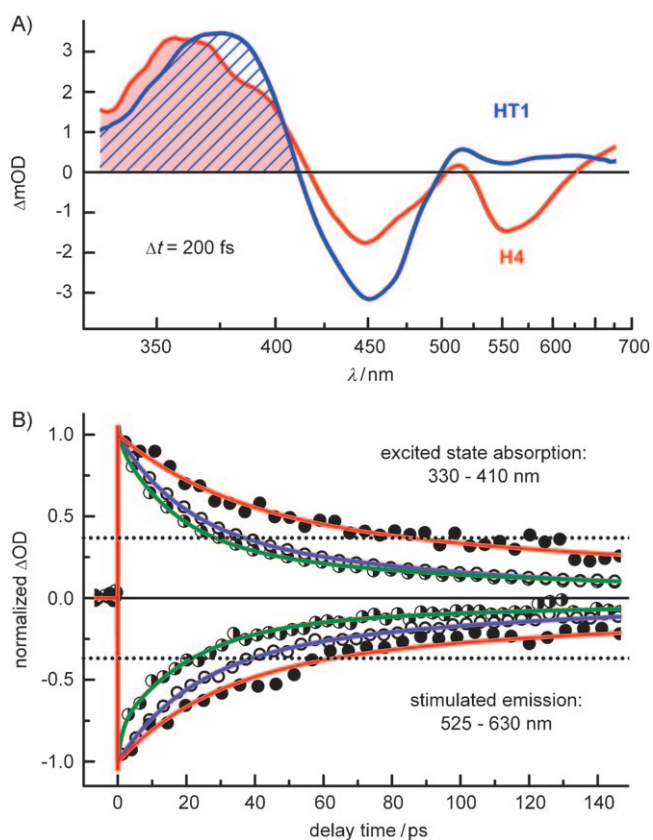 A)
3
2
1
0
-1
-2
-3
ΔmOD
HT1
H4
Δt = 200 fs
350 400 450 500 550 600 700
λ/nm
B)
1.0
0.5
0.0
-0.5
-1.0
normalized ΔOD
excited state absorption:
330 - 410 nm
stimulated emission:
525 - 630 nm
0 20 40 60 80 100 120 140
delay time/ps